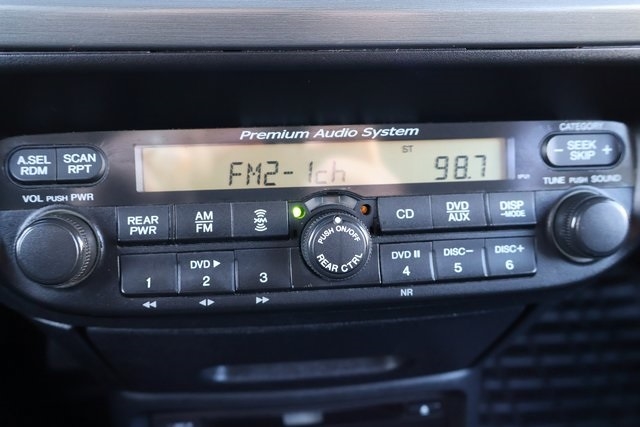 Premium Audio System
CATEGORY
A.SEL RDM
SCAN RPT
FM2-1ch ST 98.7
- SEEK SKIP +
VOL PUSH PWR
TUNE PUSH SOUND
REAR PWR
AM FM
XM
CD
DVD AUX
DISP -MODE
PUSH ON/OFF
REAR CTRL
1
DVD ▶
2
3
DVD II
4
DISC-
5
DISC+
6
NR